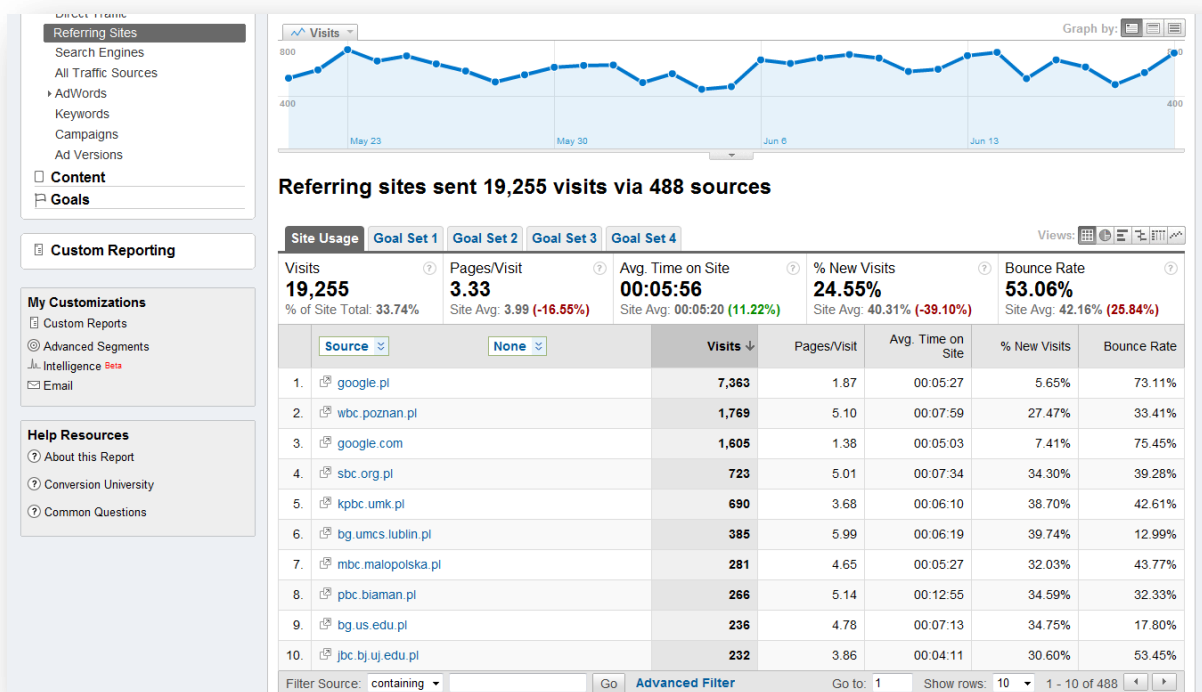 Direct Traffic
Referring Sites
Search Engines
All Traffic Sources
AdWords
Keywords
Campaigns
Ad Versions
Content
Goals
Custom Reporting
My Customizations
Custom Reports
Advanced Segments
Intelligence Beta
Email
Help Resources
About this Report
Conversion University
Common Questions
Visits
Graph by:
800
400
400
May 23
May 30
Jun 6
Jun 13
Referring sites sent 19,255 visits via 488 sources
Site Usage Goal Set 1 Goal Set 2 Goal Set 3 Goal Set 4 Views:
Visits Pages/Visit Avg. Time on Site % New Visits Bounce Rate
19,255 3.33 00:05:56 24.55% 53.06%
% of Site Total: 33.74% Site Avg: 3.99 (-16.55%) Site Avg: 00:05:20 (11.22%) Site Avg: 40.31% (-39.10%) Site Avg: 42.16% (25.84%)
Source None Visits Pages/Visit Avg. Time on Site % New Visits Bounce Rate
1. google.pl 7,363 1.87 00:05:27 5.65% 73.11%
2. wbc.poznan.pl 1,769 5.10 00:07:59 27.47% 33.41%
3. google.com 1,605 1.38 00:05:03 7.41% 75.45%
4. sbc.org.pl 723 5.01 00:07:34 34.30% 39.28%
5. kpbc.umk.pl 690 3.68 00:06:10 38.70% 42.61%
6. bg.umcs.lublin.pl 385 5.99 00:06:19 39.74% 12.99%
7. mbc.malopolska.pl 281 4.65 00:05:27 32.03% 43.77%
8. pbc.biaman.pl 266 5.14 00:12:55 34.59% 32.33%
9. bg.us.edu.pl 236 4.78 00:07:13 34.75% 17.80%
10. jbc.bj.uj.edu.pl 232 3.86 00:04:11 30.60% 53.45%
Filter Source: containing Go Advanced Filter Go to: 1 Show rows: 10 1 - 10 of 488